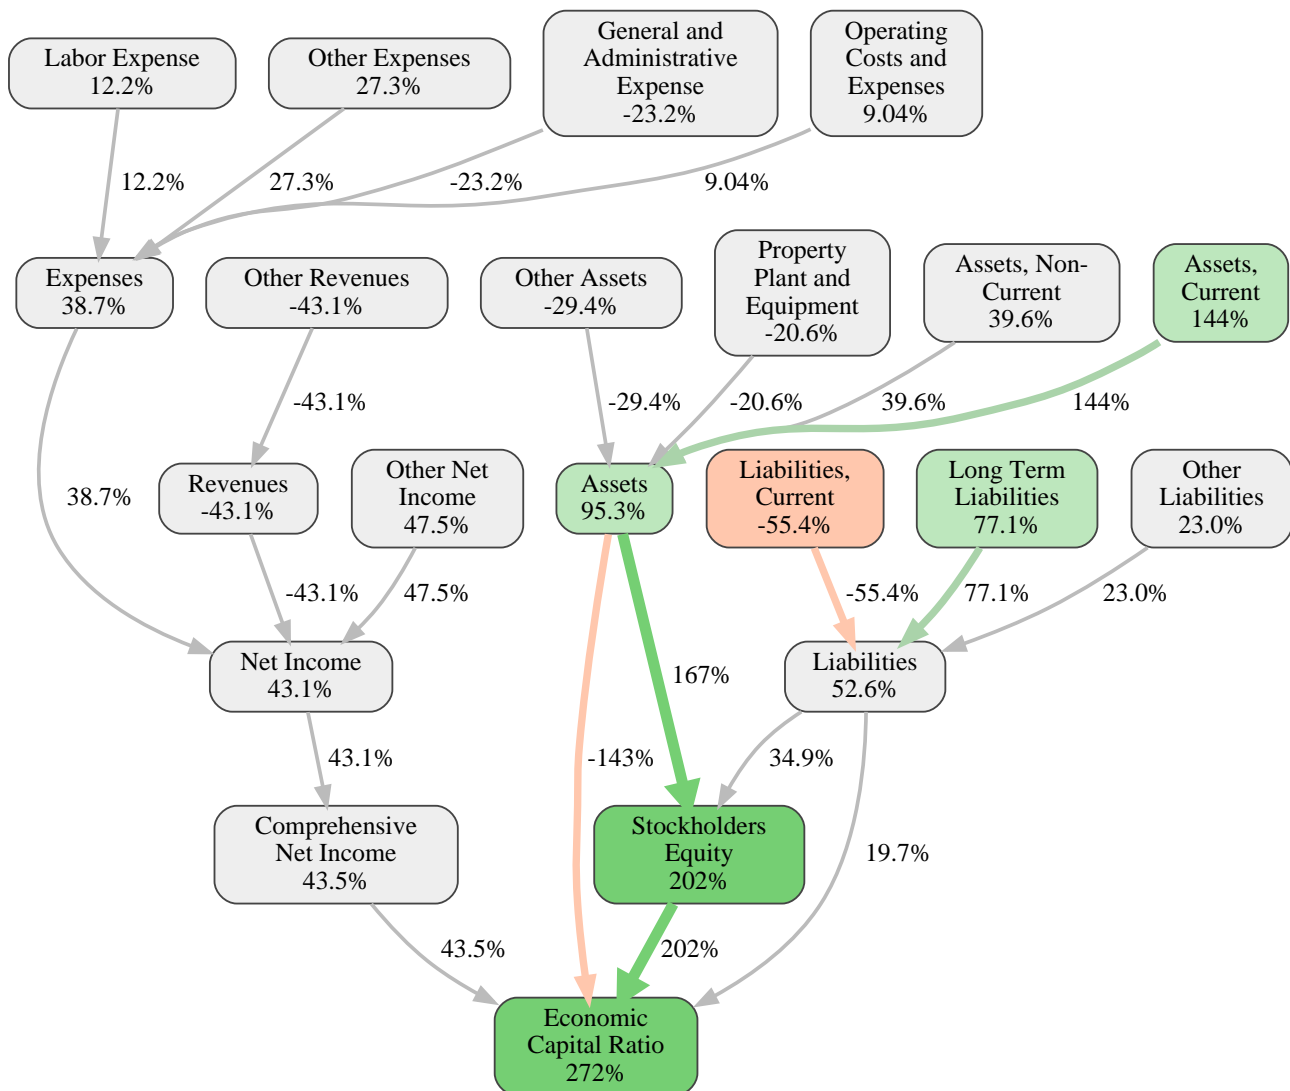 Labor Expense
12.2%
Other Expenses
27.3%
General and
Administrative
Expense
-23.2%
Operating
Costs and
Expenses
9.04%
12.2%
27.3%
-23.2%
9.04%
Expenses
38.7%
Other Revenues
-43.1%
Other Assets
-29.4%
Property
Plant and
Equipment
-20.6%
Assets, Non-
Current
39.6%
Assets,
Current
144%
-43.1%
-29.4%
-20.6%
39.6%
144%
38.7%
Revenues
-43.1%
Other Net
Income
47.5%
Assets
95.3%
Liabilities,
Current
-55.4%
Long Term
Liabilities
77.1%
Other
Liabilities
23.0%
-43.1%
47.5%
-55.4%
77.1%
23.0%
Net Income
43.1%
167%
Liabilities
52.6%
43.1%
-143%
34.9%
Comprehensive
Net Income
43.5%
Stockholders
Equity
202%
19.7%
43.5%
202%
Economic
Capital Ratio
272%